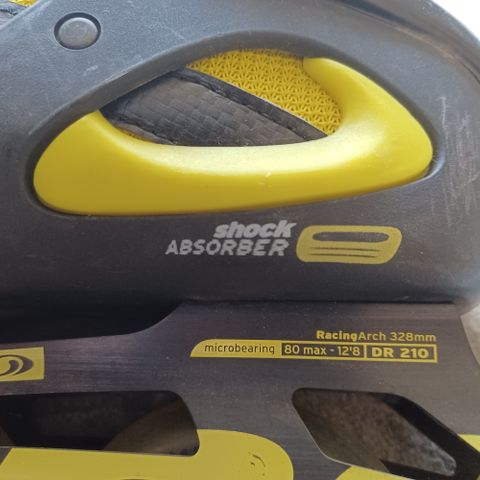 shock
ABSORBER
RacingArch 328mm
microbearing 80 max - 12'8 DR 210